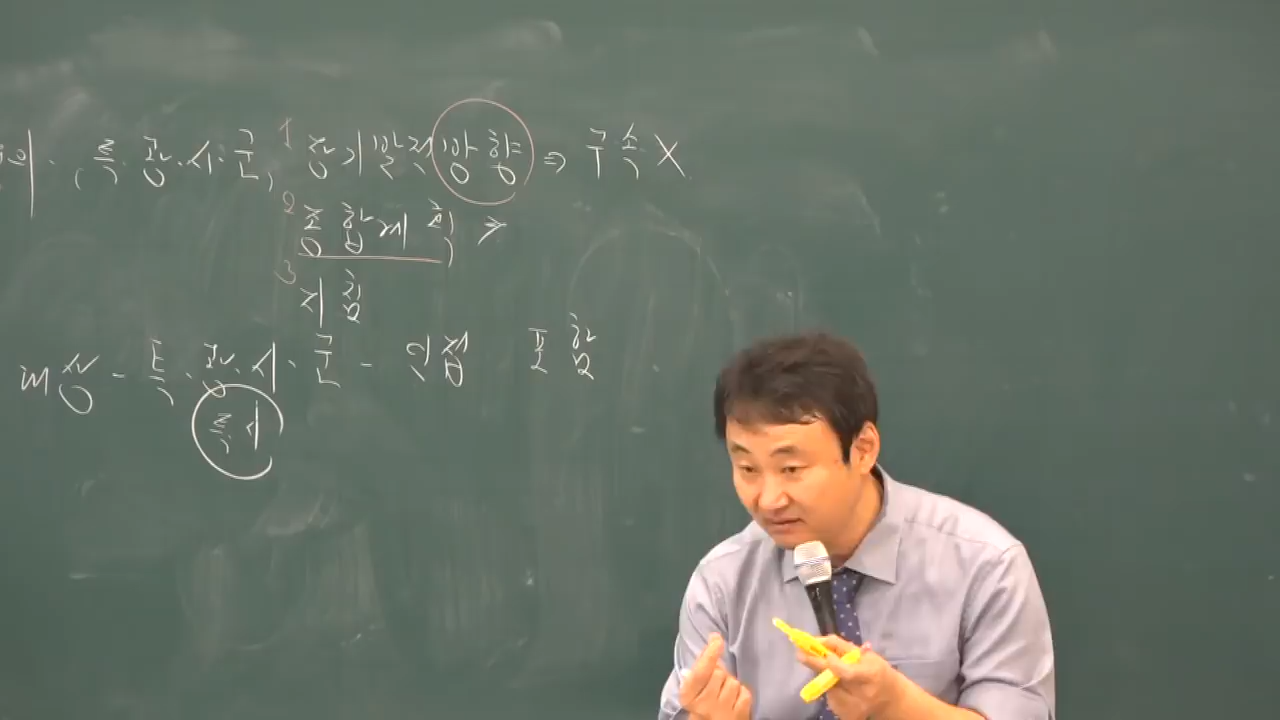 의. (특.광.시.군, 1 장기발전방향 ⇒ 구속 X
2 종합계획 ⇒
3 지침
대상 - 특.광.시.군 - 인접 포함
특시